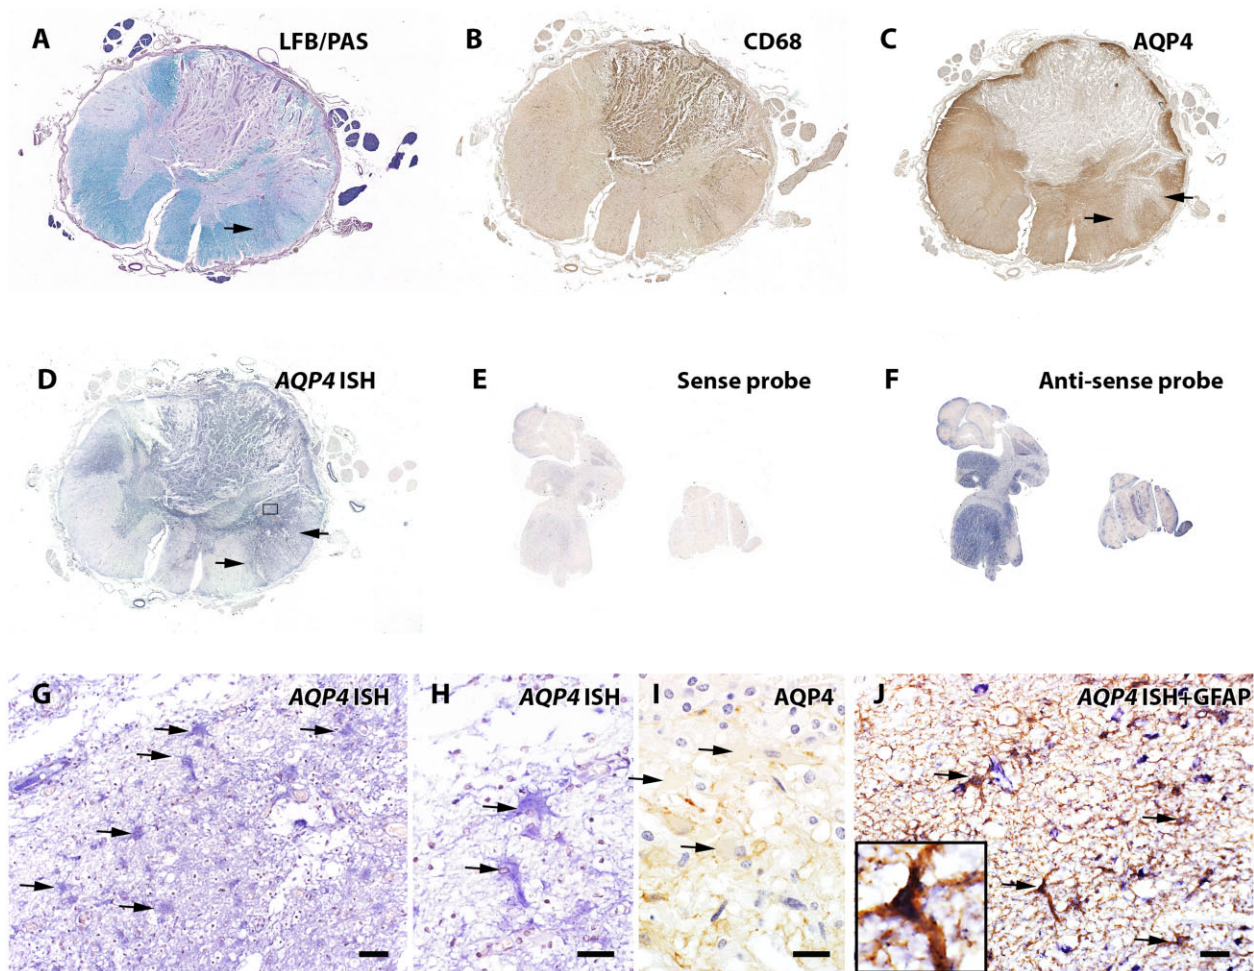 A LFB/PAS
B CD68
C AQP4
D AQP4 ISH
E Sense probe
F Anti-sense probe
G AQP4 ISH
H AQP4 ISH
I AQP4
J AQP4 ISH+GFAP